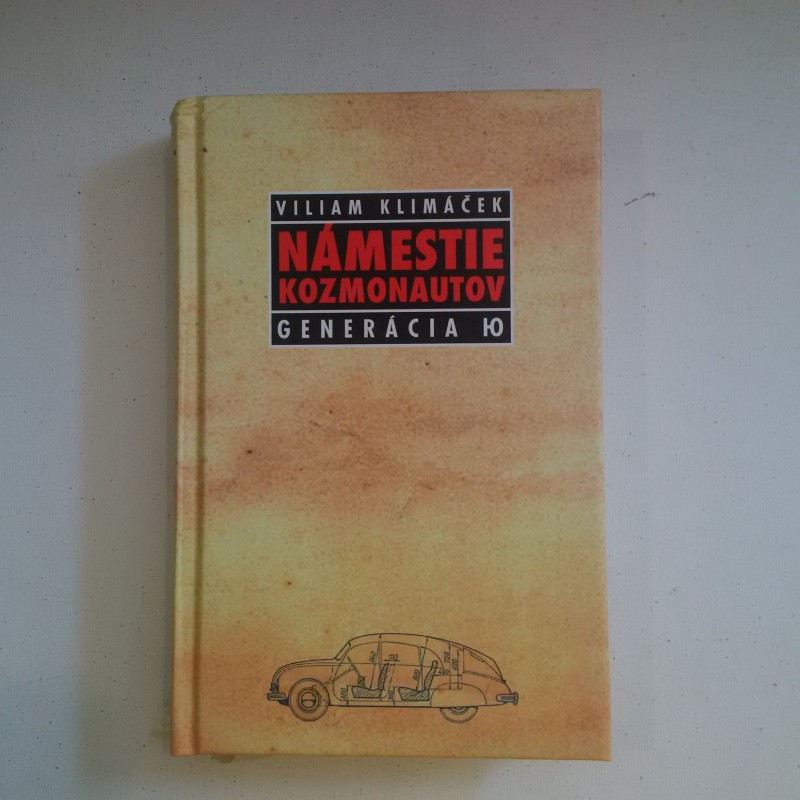 VILIAM KLIMÁČEK
NÁMESTIE
KOZMONAUTOV
GENERÁCIA Ю